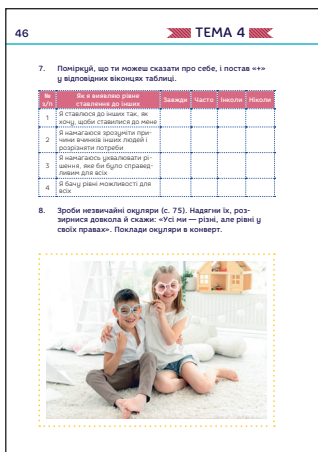 46
ТЕМА 4
7. Поміркуй, що ти можеш сказати про себе, і постав «+»
у відповідних віконцях таблиці.
№ з/п
Як я виявляю рівне ставлення до інших
Завжди
Часто
Інколи
Ніколи
1
Я ставлюся до інших так, як
хочу, щоби ставилися до мене
2
Я намагаюся зрозуміти при-
чини вчинків інших людей і
розрізняти потреби
3
Я намагаюсь ухвалювати рі-
шення, яке би було справед-
ливим для всіх
4
Я бачу рівні можливості для
всіх
8. Зроби незвичайні окуляри (с. 75). Надягни їх, роз-
зирнися довкола й скажи: «Усі ми — різні, але рівні у
своїх правах». Поклади окуляри в конверт.